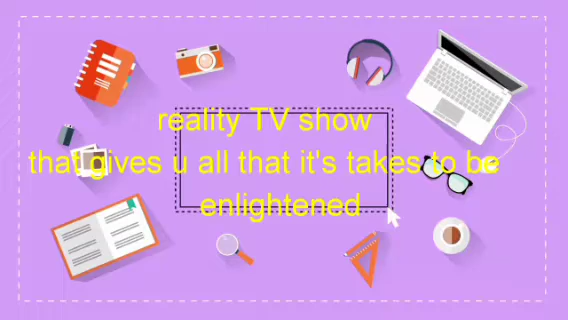 reality TV show
that gives u all that it's takes to be
enlightened